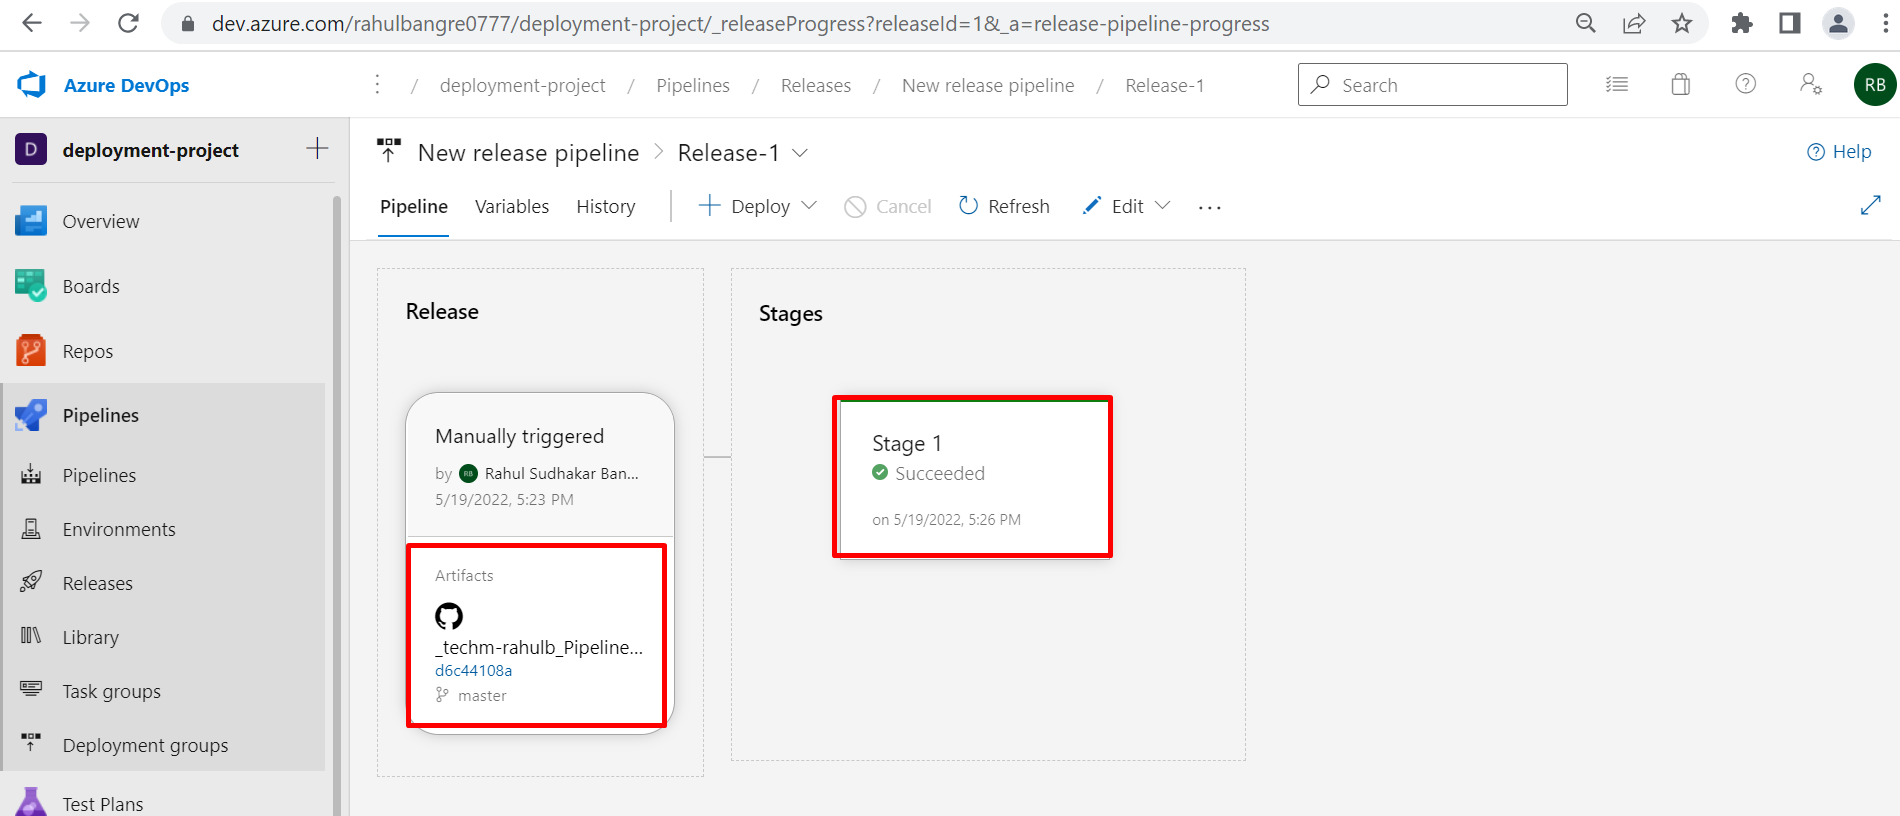 dev.azure.com/rahulbangre0777/deployment-project/_releaseProgress?releaseId=1&_a=release-pipeline-progress
Azure DevOps
/ deployment-project / Pipelines / Releases / New release pipeline / Release-1
Search
RB
D deployment-project
New release pipeline > Release-1
Help
Pipeline Variables History Deploy Cancel Refresh Edit
Overview
Boards
Repos
Pipelines
Pipelines
Environments
Releases
Library
Task groups
Deployment groups
Test Plans
Release
Manually triggered
by RB Rahul Sudhakar Ban...
5/19/2022, 5:23 PM
Artifacts
_techm-rahulb_Pipeline...
d6c44108a
master
Stages
Stage 1
Succeeded
on 5/19/2022, 5:26 PM